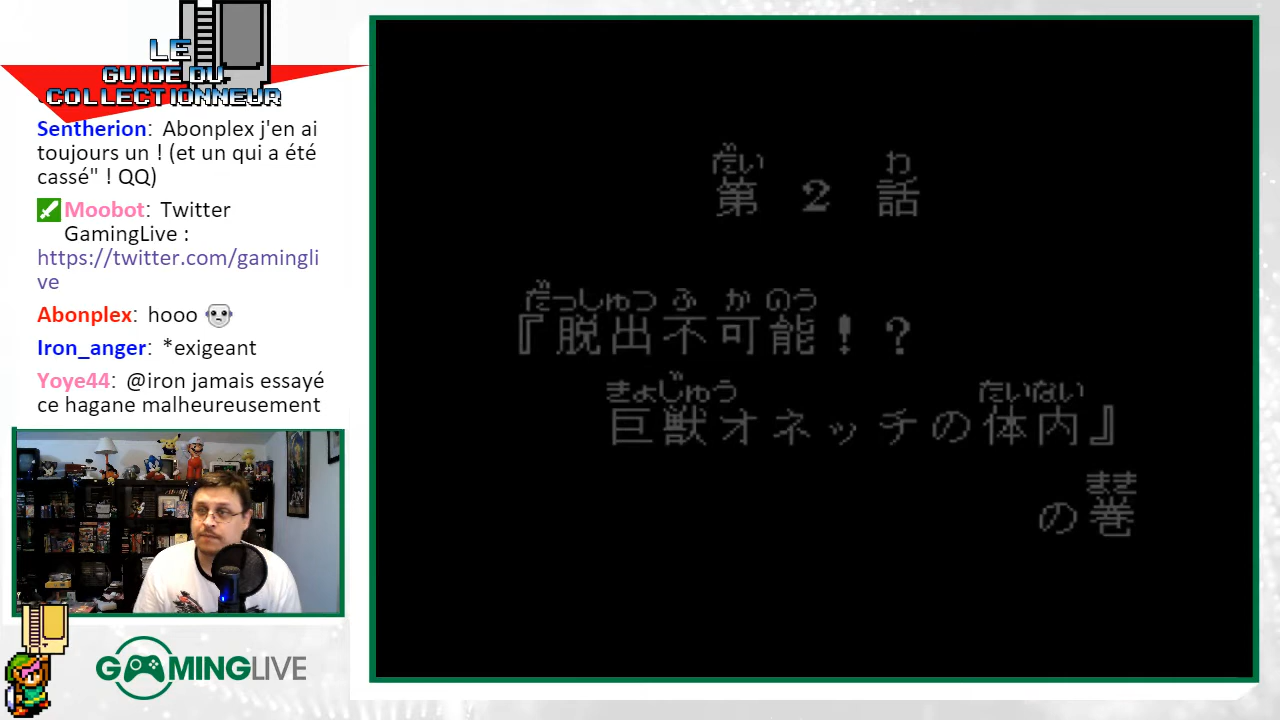 LE
GUIDE DU
COLLECTIONNEUR
Sentherion: Abonplex j'en ai
toujours un ! (et un qui a été
cassé" ! QQ)
Moobot: Twitter
GamingLive :
https://twitter.com/gamingli
ve
Abonplex: hooo
Iron_anger: *exigeant
Yoye44: @iron jamais essayé
ce hagane malheureusement
GAMINGLIVE
だい わ
第2話
だっしゅつ ふ か のう
『脱出不可能!?
きょじゅう たいない
巨獣オネッチの体内』
まき
の巻